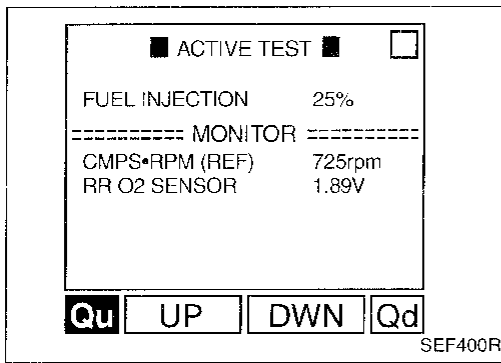 ■ ACTIVE TEST ■ □
FUEL INJECTION 25%
========== MONITOR =========
CMPS•RPM (REF) 725rpm
RR O2 SENSOR 1.89V
Qu UP DWN Qd
SEF400R